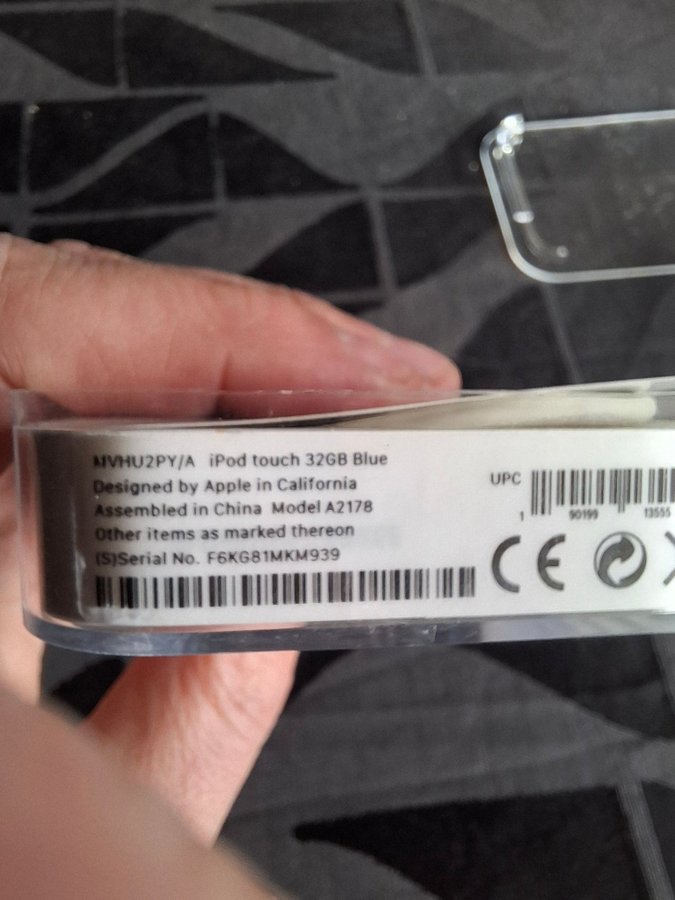 MVHU2PY/A iPod touch 32GB Blue
Designed by Apple in California
Assembled in China Model A2178
Other items as marked thereon
(S)Serial No. F6KG81MKM939
UPC
1 90199 13555
CE